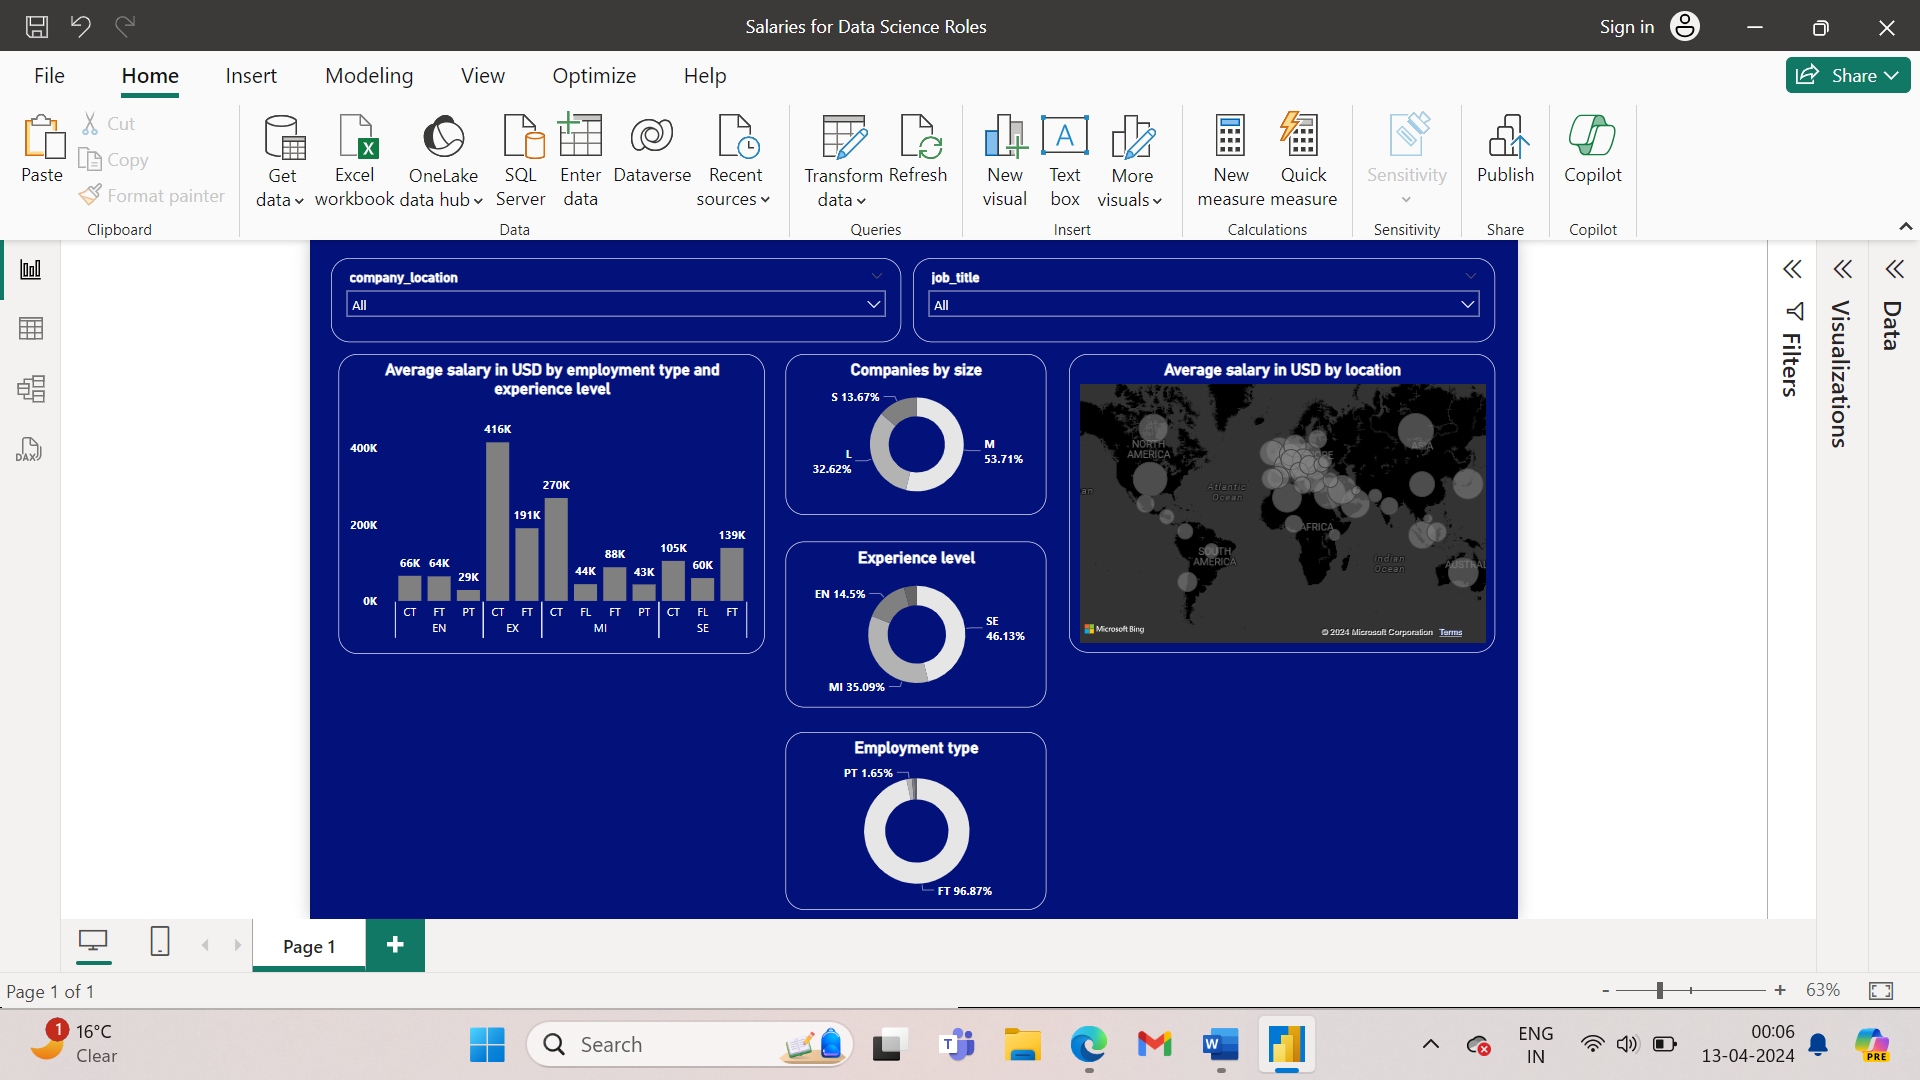 Salaries for Data Science Roles
Sign in
File Home Insert Modeling View Optimize Help
Share
Paste
Cut
Copy
Format painter
Clipboard
Get data
Excel workbook
OneLake data hub
SQL Server
Enter data
Dataverse
Recent sources
Data
Transform data
Refresh
Queries
New visual
Text box
More visuals
Insert
New measure
Quick measure
Calculations
Sensitivity
Sensitivity
Publish
Share
Copilot
Copilot
company_location
All
job_title
All
Average salary in USD by employment type and
experience level
400K
200K
0K
66K 64K 29K 416K 191K 270K 44K 88K 43K 105K 60K 139K
CT FT PT CT FT CT FL FT PT CT FL FT
EN EX MI SE
Companies by size
S 13.67%
M
53.71%
L
32.62%
Experience level
EN 14.5%
SE
46.13%
MI 35.09%
Employment type
PT 1.65%
FT 96.87%
Average salary in USD by location
NORTH
AMERICA
ASIA
Atlantic
Ocean
AFRICA
SOUTH
AMERICA
Indian
Ocean
AUSTRAL
Microsoft Bing
© 2024 Microsoft Corporation Terms
Filters
Visualizations
Data
DAX
Page 1
+
Page 1 of 1
- + 63%
1
16°C
Clear
Search
ENG
IN
00:06
13-04-2024
PRE